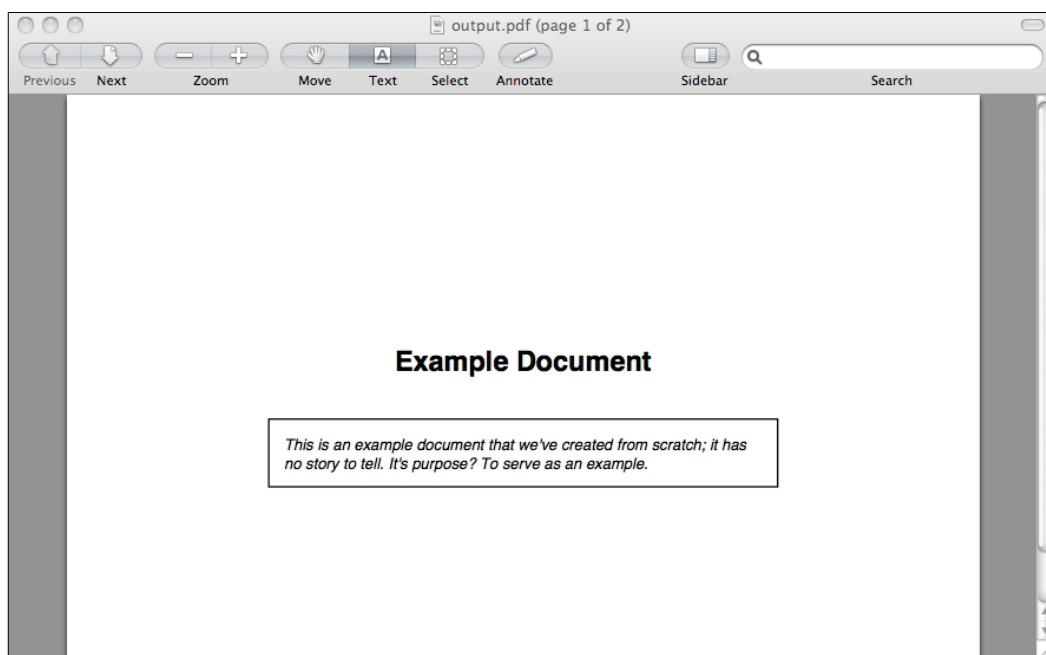 output.pdf (page 1 of 2)
Previous Next Zoom Move Text Select Annotate Sidebar Search
Example Document
This is an example document that we've created from scratch; it has
no story to tell. It's purpose? To serve as an example.